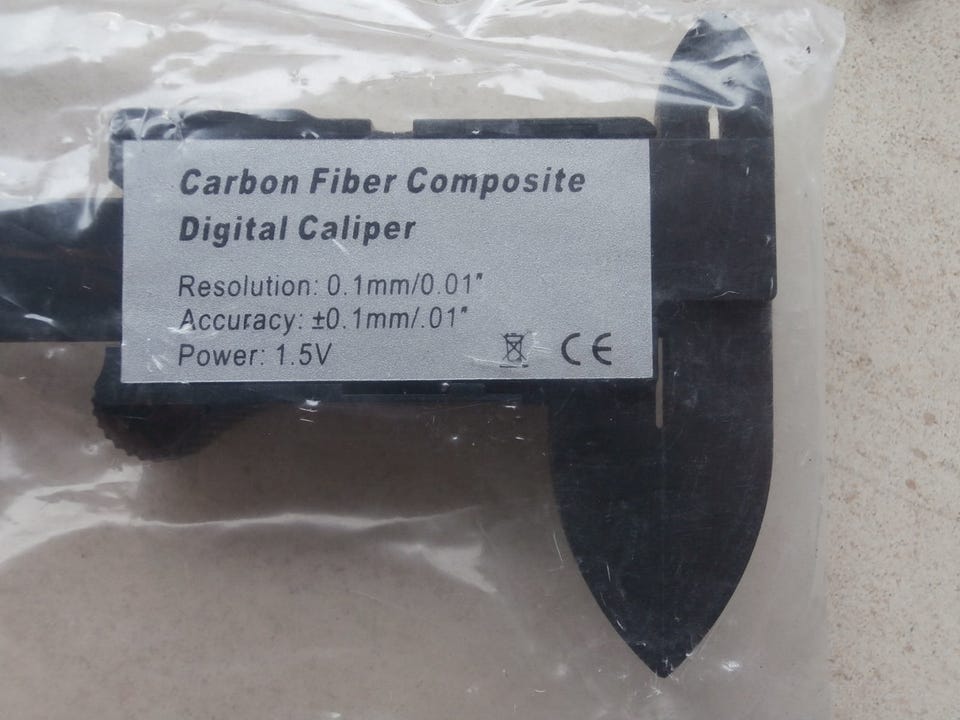 Carbon Fiber Composite
Digital Caliper
Resolution: 0.1mm/0.01"
Accuracy: ±0.1mm/.01"
Power: 1.5V
CE